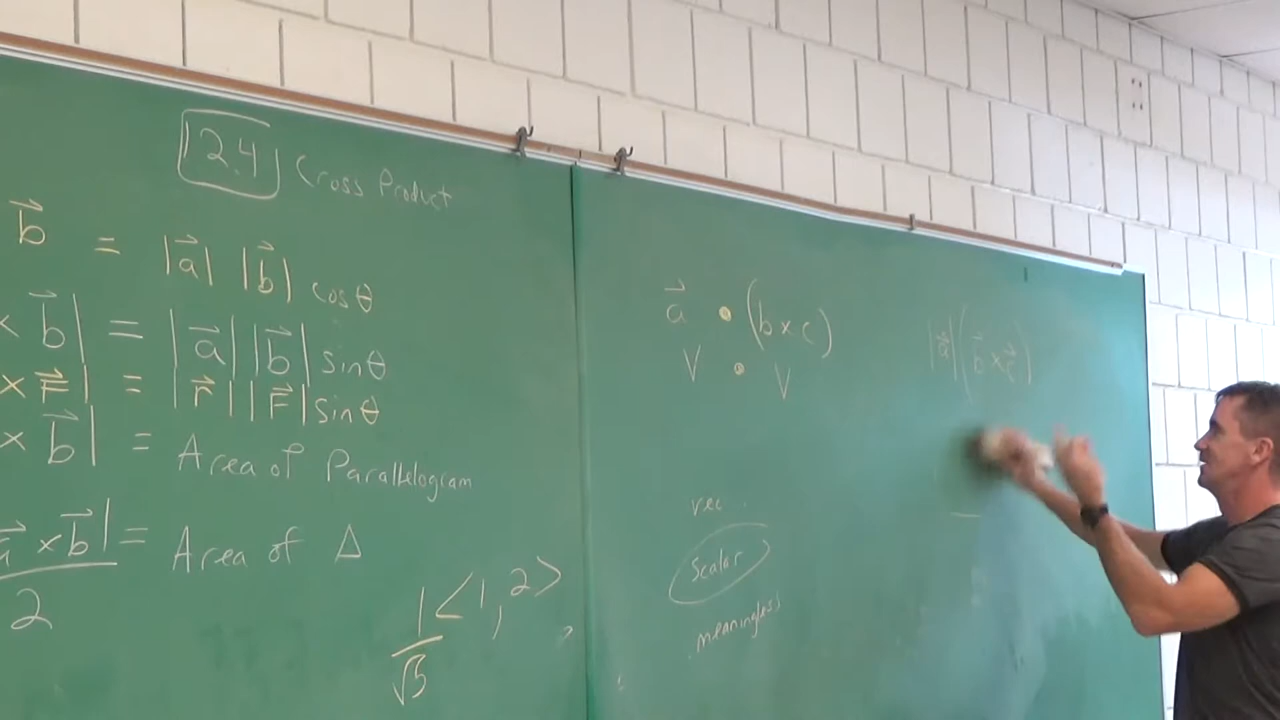 12.4 Cross Product
b⃗ = |a⃗| |b⃗| cos θ
× b⃗| = |a⃗| |b⃗| sin θ
× F⃗| = |r⃗| |F⃗| sin θ
× b⃗| = Area of Parallelogram
a⃗ × b⃗| = Area of Δ
2
1 <1, 2>
√5
a⃗ • (b × c)
V • V
|a⃗| (b⃗ × c⃗)
vec
Scalar
meaningless